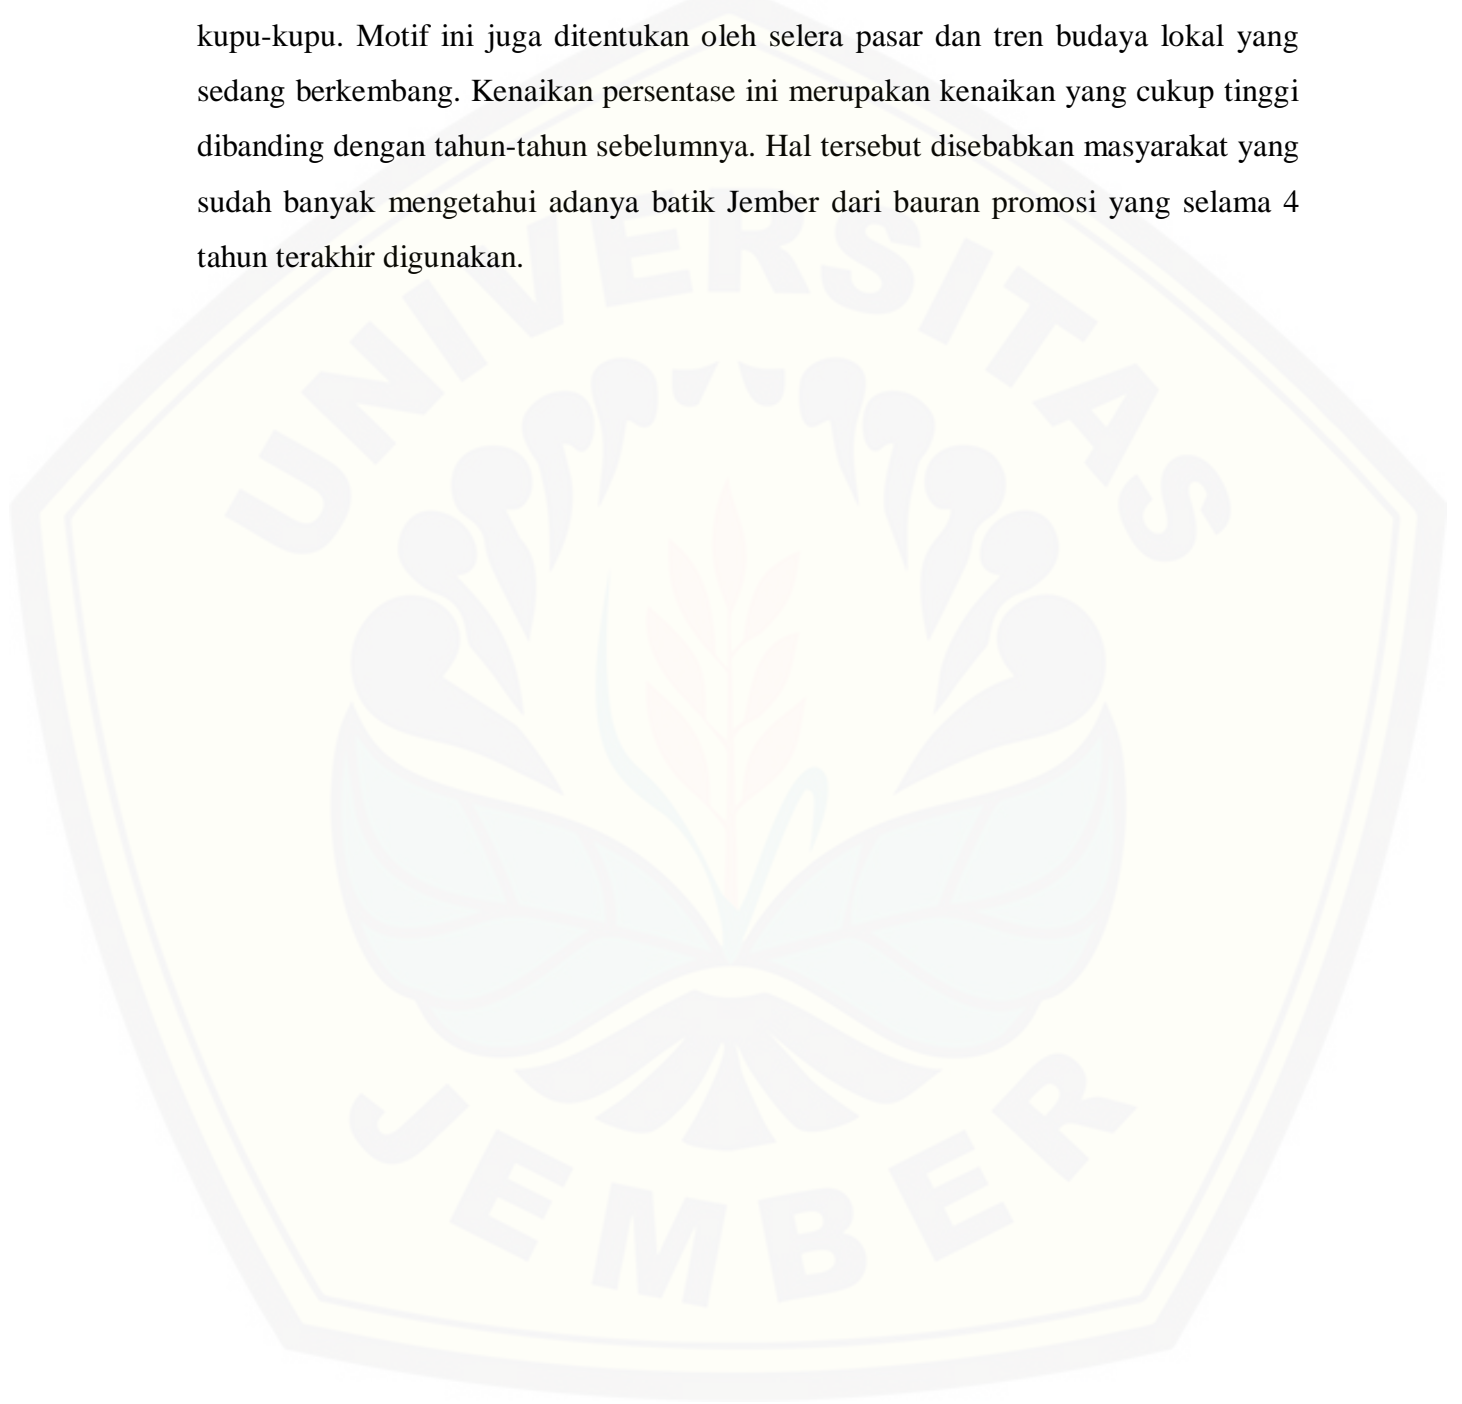 kupu-kupu. Motif ini juga ditentukan oleh selera pasar dan tren budaya lokal yang
sedang berkembang. Kenaikan persentase ini merupakan kenaikan yang cukup tinggi
dibanding dengan tahun-tahun sebelumnya. Hal tersebut disebabkan masyarakat yang
sudah banyak mengetahui adanya batik Jember dari bauran promosi yang selama 4
tahun terakhir digunakan.
UNIVERSITAS
JEMBER